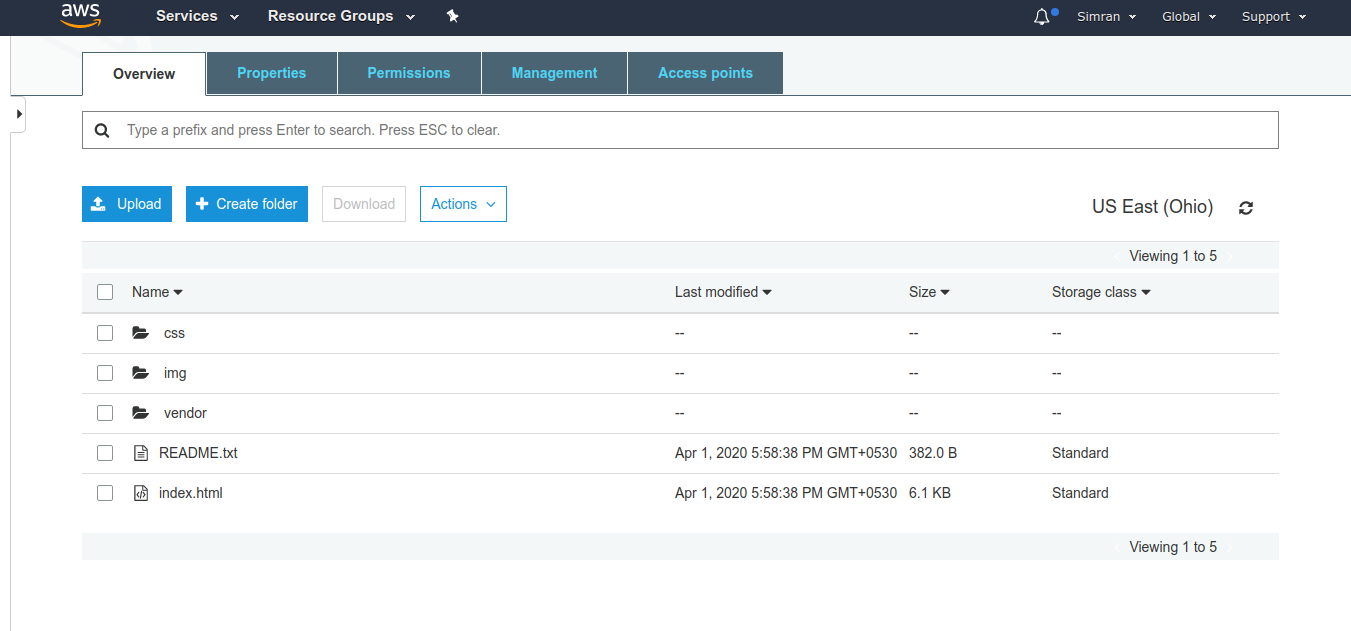 aws Services Resource Groups Simran Global Support
Overview Properties Permissions Management Access points
Type a prefix and press Enter to search. Press ESC to clear.
Upload Create folder Download Actions US East (Ohio)
Viewing 1 to 5
Name Last modified Size Storage class
css -- -- --
img -- -- --
vendor -- -- --
README.txt Apr 1, 2020 5:58:38 PM GMT+0530 382.0 B Standard
index.html Apr 1, 2020 5:58:38 PM GMT+0530 6.1 KB Standard
Viewing 1 to 5